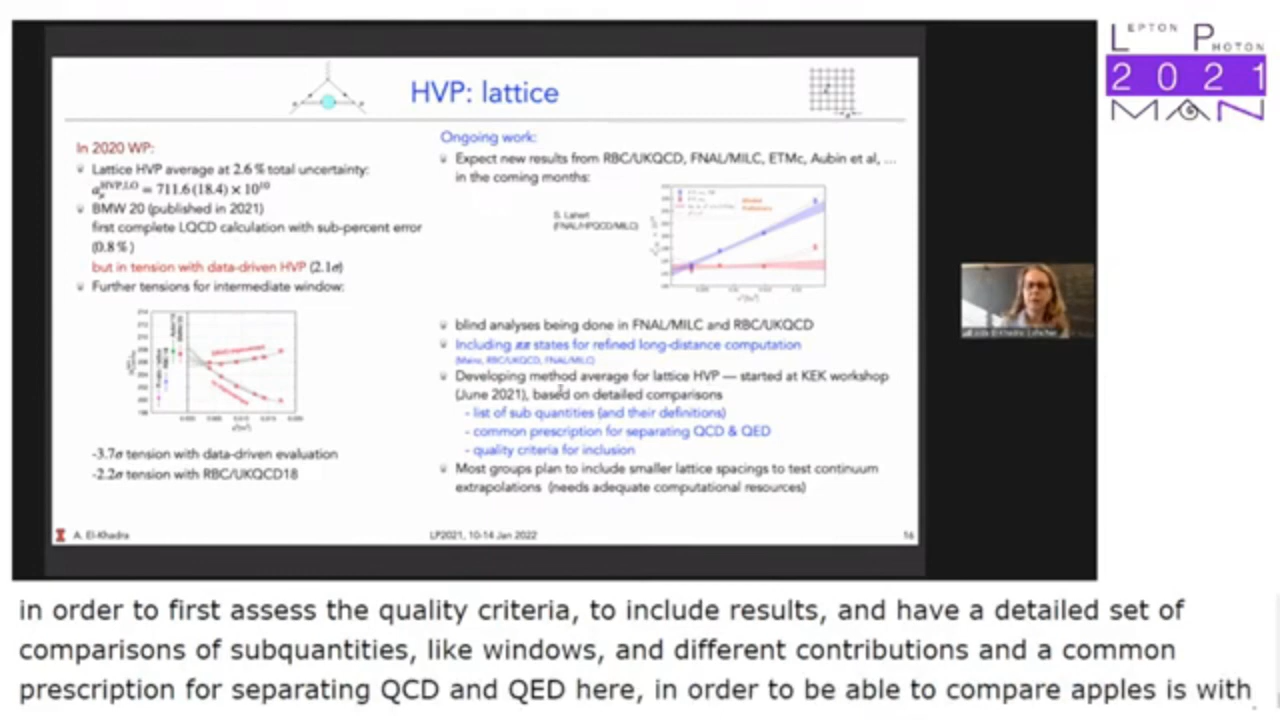 LEPTON PHOTON
2021
MAN
HVP: lattice
In 2020 WP:
Lattice HVP average at 2.6 % total uncertainty:
a_μ^HVP,LO = 711.6 (18.4) × 10^10
BMW 20 (published in 2021)
first complete LQCD calculation with sub-percent error
(0.8 %)
but in tension with data-driven HVP (2.1σ)
Further tensions for intermediate window:
-3.7σ tension with data-driven evaluation
-2.2σ tension with RBC/UKQCD18
Ongoing work:
Expect new results from RBC/UKQCD, FNAL/MILC, ETMc, Aubin et al, ...
in the coming months:
S. Lahert
(FNAL/HPQCD/MILC)
blind analyses being done in FNAL/MILC and RBC/UKQCD
Including ππ states for refined long-distance computation
RBC/UKQCD, FNAL/MILC)
Developing method average for lattice HVP — started at KEK workshop
(June 2021), based on detailed comparisons
- list of sub quantities (and their definitions)
- common prescription for separating QCD & QED
- quality criteria for inclusion
Most groups plan to include smaller lattice spacings to test continuum
extrapolations (needs adequate computational resources)
A. El-Khadra
LP2021, 10-14 Jan 2022
16
in order to first assess the quality criteria, to include results, and have a detailed set of
comparisons of subquantities, like windows, and different contributions and a common
prescription for separating QCD and QED here, in order to be able to compare apples is with